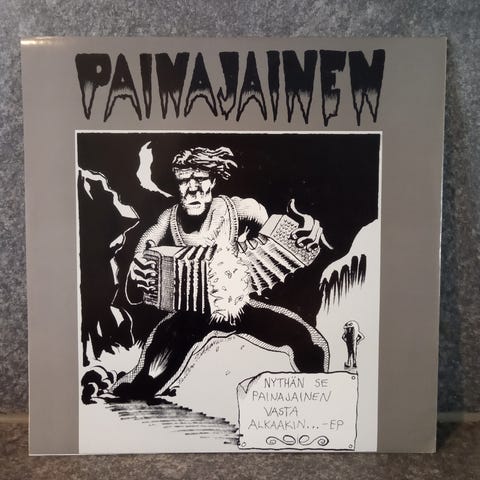 PAINAJAINEN
NYTHÄN SE
PAINAJAINEN
VASTA
ALKAAKIN...-EP